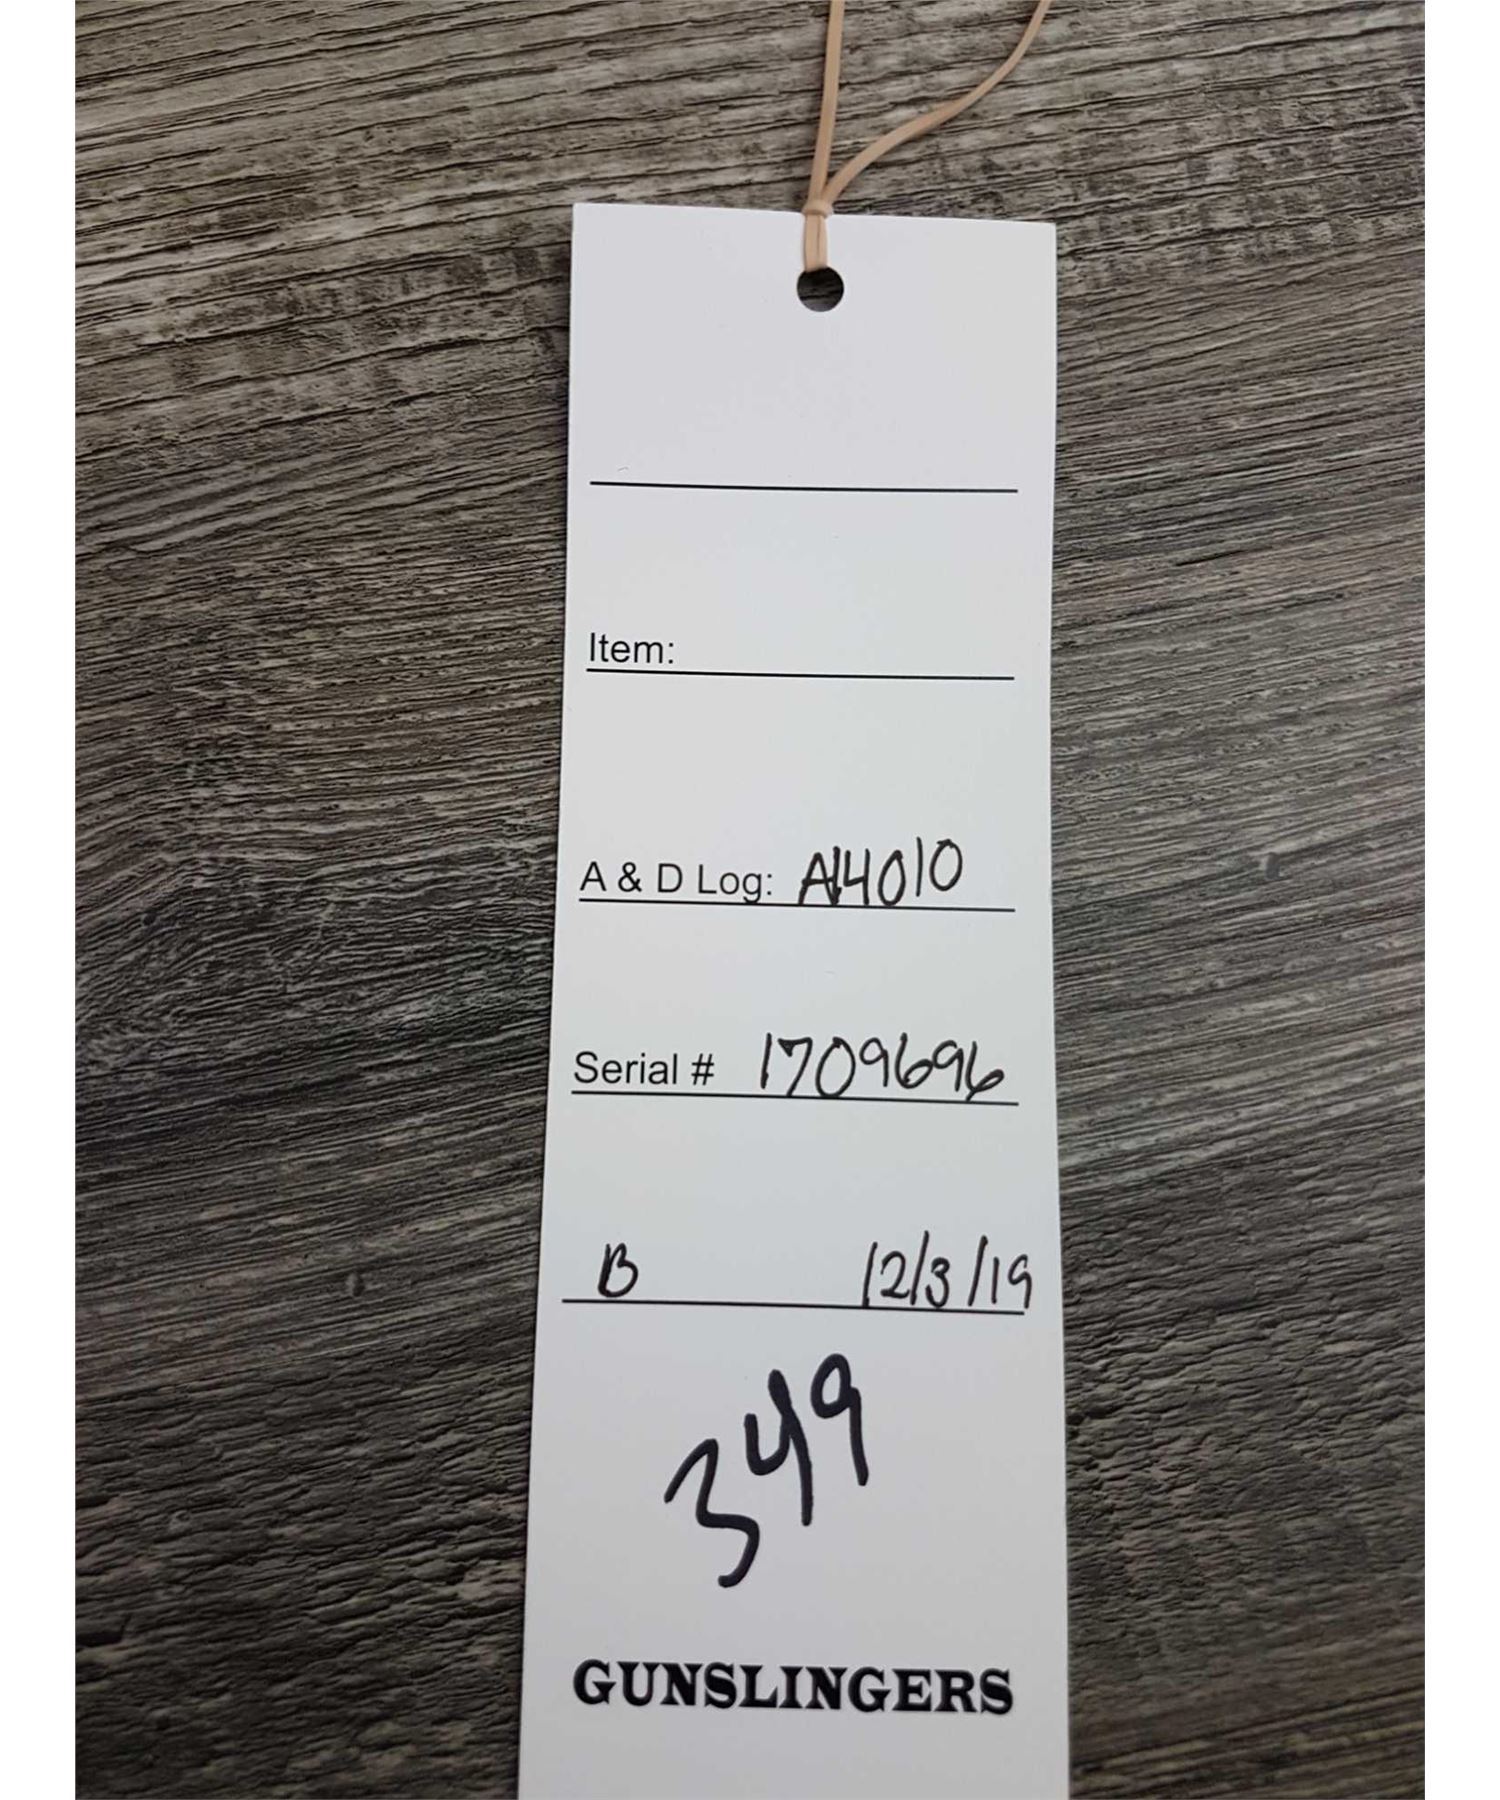 Item:
A & D Log: A14010
Serial # 1709696
B 12/3/19
349
GUNSLINGERS